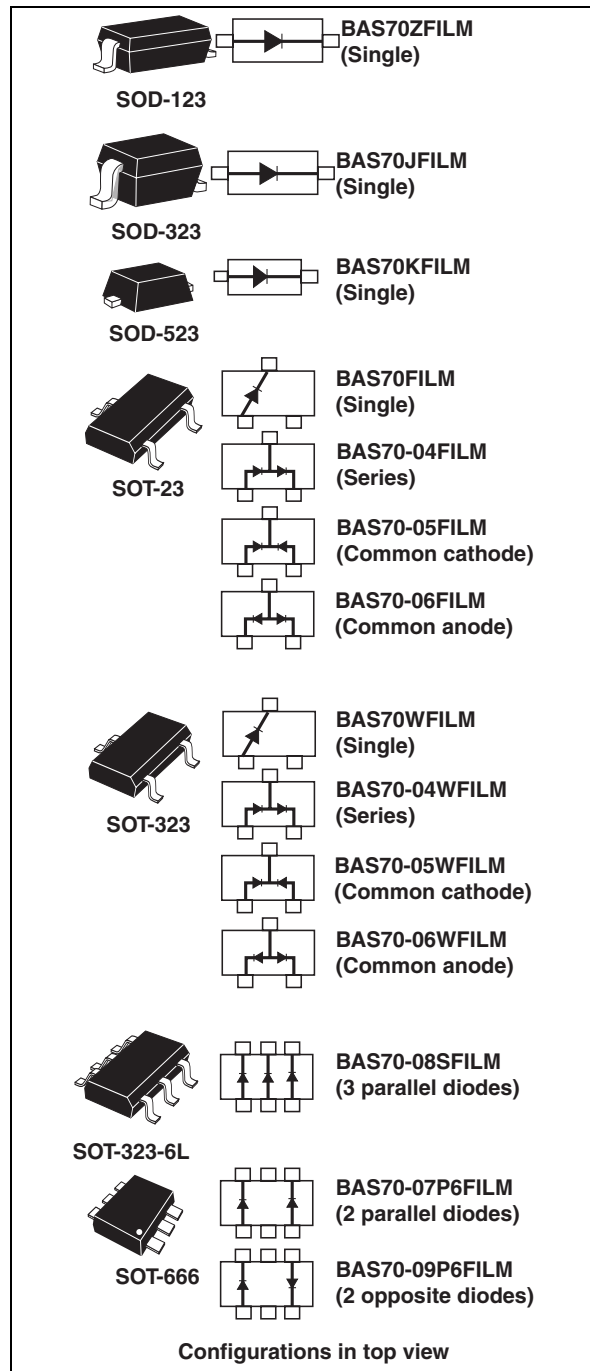 BAS70ZFILM
(Single)
SOD-123
BAS70JFILM
(Single)
SOD-323
BAS70KFILM
(Single)
SOD-523
BAS70FILM
(Single)
BAS70-04FILM
(Series)
SOT-23
BAS70-05FILM
(Common cathode)
BAS70-06FILM
(Common anode)
BAS70WFILM
(Single)
BAS70-04WFILM
(Series)
SOT-323
BAS70-05WFILM
(Common cathode)
BAS70-06WFILM
(Common anode)
BAS70-08SFILM
(3 parallel diodes)
SOT-323-6L
BAS70-07P6FILM
(2 parallel diodes)
SOT-666
BAS70-09P6FILM
(2 opposite diodes)
Configurations in top view